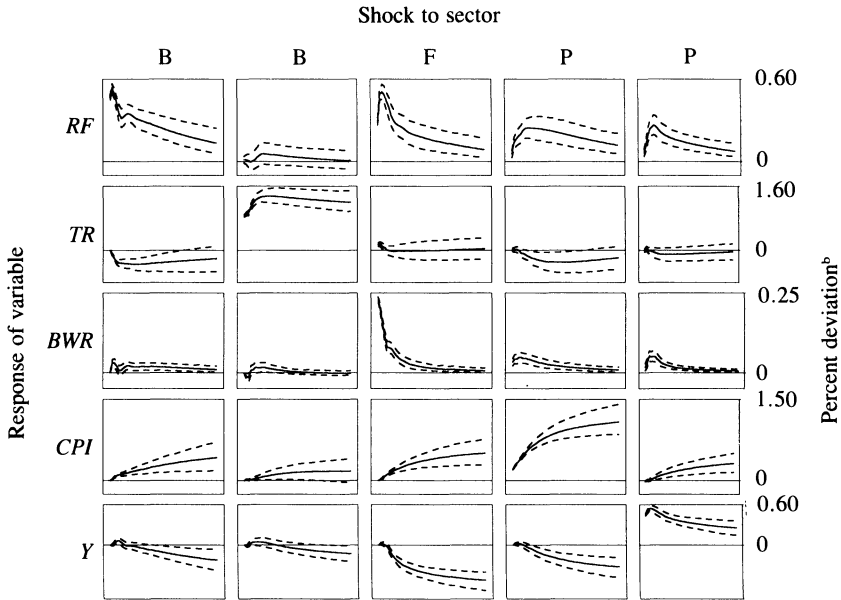 Shock to sector
B B F P P
RF 0.60
0
TR 1.60
0
BWR 0.25
0
CPI 1.50
0
Y 0.60
0
Response of variable
Percent deviationᵇ